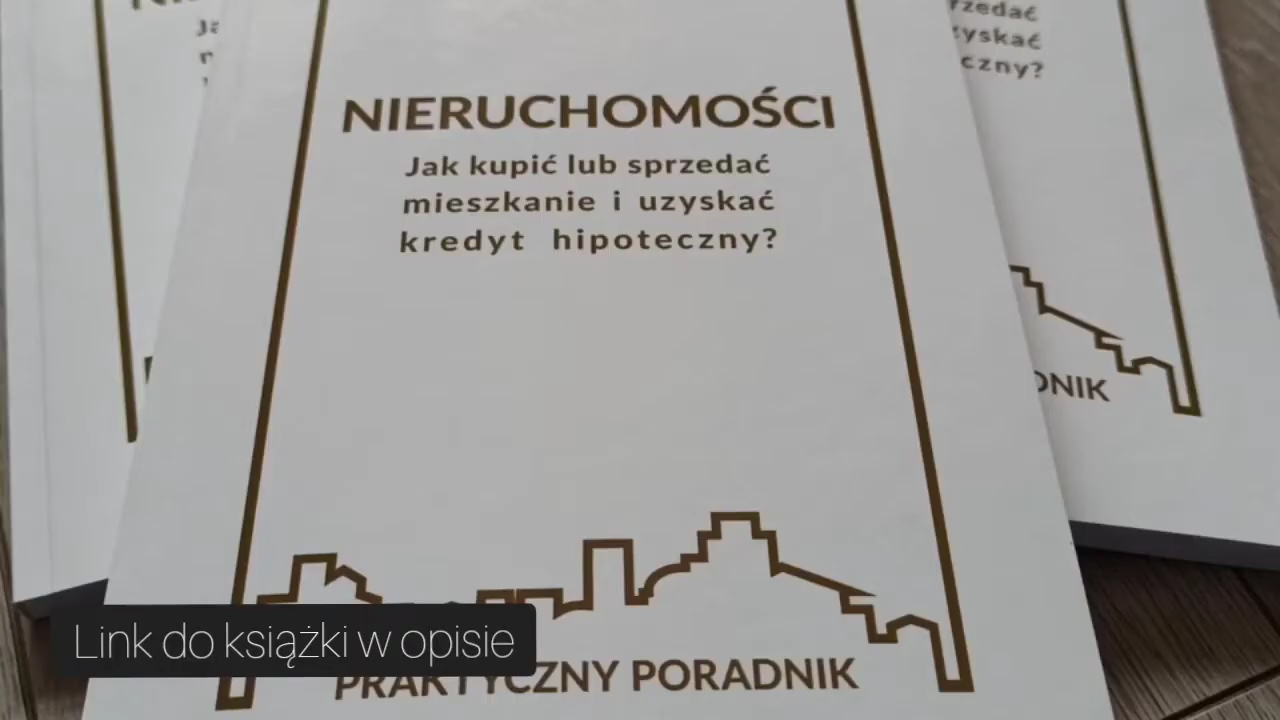 NIERUCHOMOŚCI
Jak kupić lub sprzedać
mieszkanie i uzyskać
kredyt hipoteczny?
PRAKTYCZNY PORADNIK
Link do książki w opisie